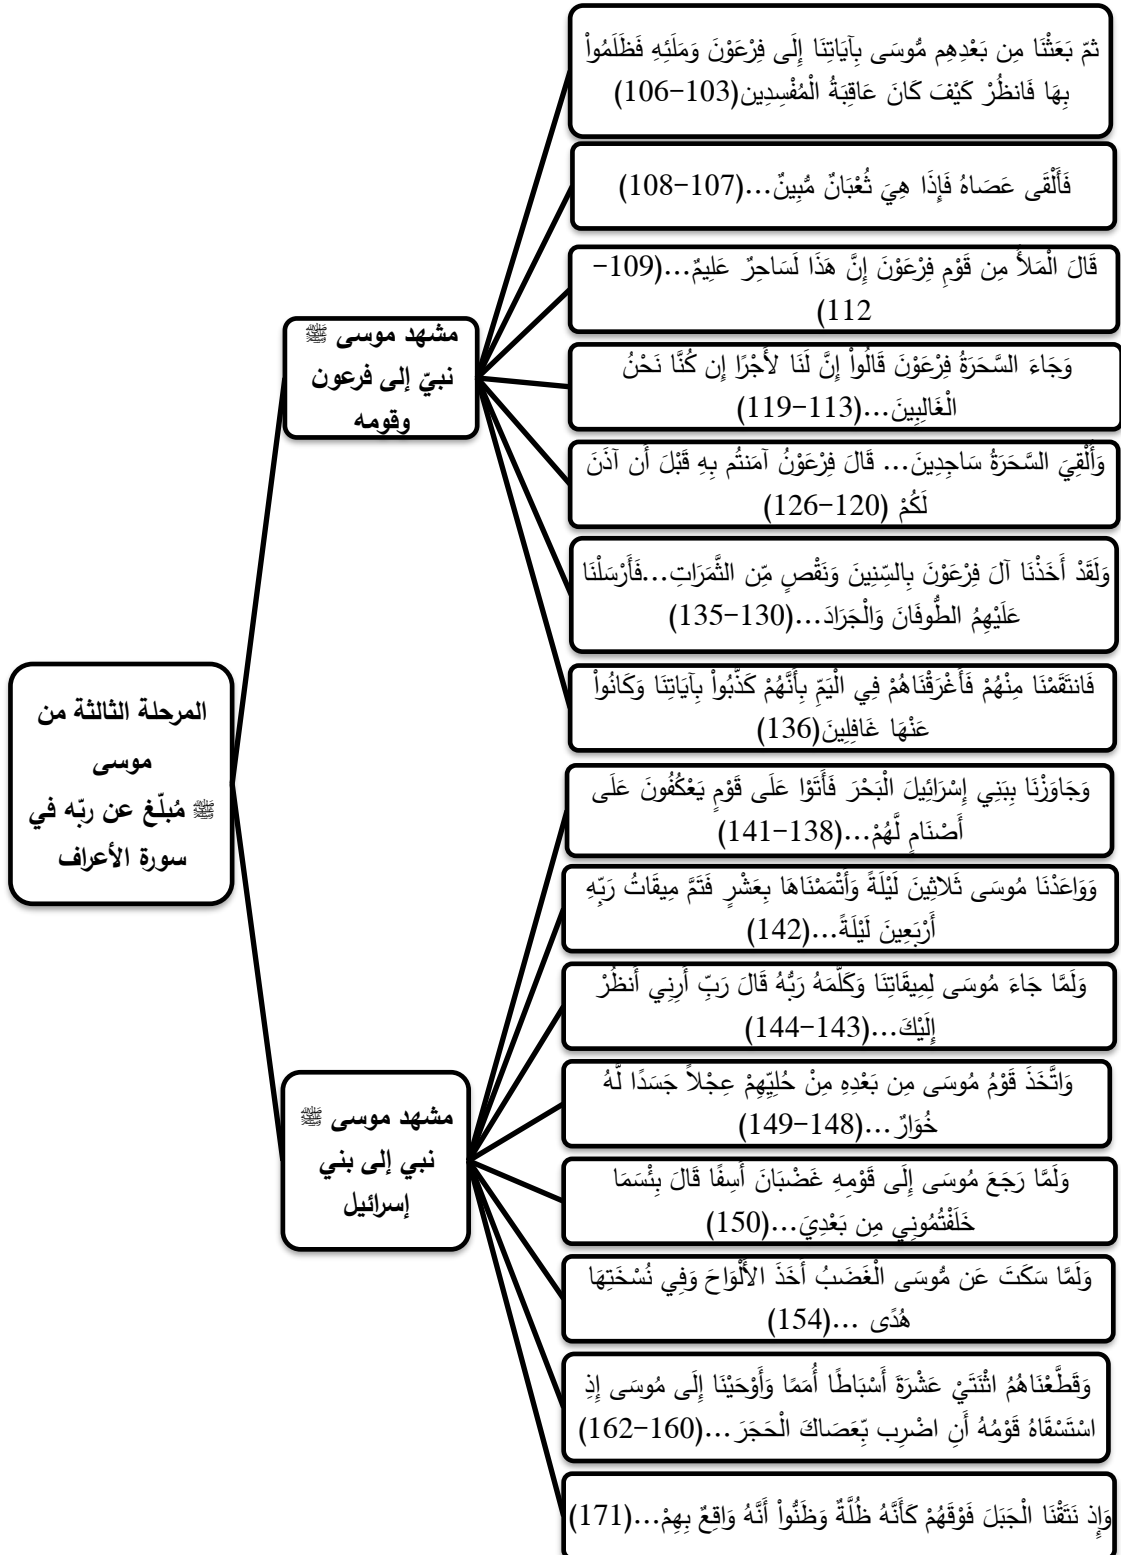 المرحلة الثالثة من
موسى
ﷺ مُبلّغ عن ربّه في
سورة الأعراف
مشهد موسى ﷺ
نبيّ إلى فرعون
وقومه
ثمّ بَعَثْنَا مِن بَعْدِهِم مُّوسَى بِآيَاتِنَا إِلَى فِرْعَوْنَ وَمَلَئِهِ فَظَلَمُواْ
بِهَا فَانظُرْ كَيْفَ كَانَ عَاقِبَةُ الْمُفْسِدِين(103-106)
فَأَلْقَى عَصَاهُ فَإِذَا هِيَ ثُعْبَانٌ مُّبِينٌ...(107-108)
قَالَ الْمَلأُ مِن قَوْمِ فِرْعَوْنَ إِنَّ هَذَا لَسَاحِرٌ عَلِيمٌ...(109-
112)
وَجَاءَ السَّحَرَةُ فِرْعَوْنَ قَالُواْ إِنَّ لَنَا لأَجْرًا إِن كُنَّا نَحْنُ
الْغَالِبِينَ...(113-119)
وَأُلْقِيَ السَّحَرَةُ سَاجِدِينَ... قَالَ فِرْعَوْنُ آمَنتُم بِهِ قَبْلَ أَن آذَنَ
لَكُمْ (120-126)
وَلَقَدْ أَخَذْنَا آلَ فِرْعَوْنَ بِالسِّنِينَ وَنَقْصٍ مِّن الثَّمَرَاتِ...فَأَرْسَلْنَا
عَلَيْهِمُ الطُّوفَانَ وَالْجَرَادَ...(130-135)
فَانتَقَمْنَا مِنْهُمْ فَأَغْرَقْنَاهُمْ فِي الْيَمِّ بِأَنَّهُمْ كَذَّبُواْ بِآيَاتِنَا وَكَانُواْ
عَنْهَا غَافِلِينَ(136)
مشهد موسى ﷺ
نبي إلى بني
إسرائيل
وَجَاوَزْنَا بِبَنِي إِسْرَائِيلَ الْبَحْرَ فَأَتَوْا عَلَى قَوْمٍ يَعْكُفُونَ عَلَى
أَصْنَامٍ لَّهُمْ...(138-141)
وَوَاعَدْنَا مُوسَى ثَلاثِينَ لَيْلَةً وَأَتْمَمْنَاهَا بِعَشْرٍ فَتَمَّ مِيقَاتُ رَبِّهِ
أَرْبَعِينَ لَيْلَةً...(142)
وَلَمَّا جَاءَ مُوسَى لِمِيقَاتِنَا وَكَلَّمَهُ رَبُّهُ قَالَ رَبِّ أَرِنِي أَنظُرْ
إِلَيْكَ...(143-144)
وَاتَّخَذَ قَوْمُ مُوسَى مِن بَعْدِهِ مِنْ حُلِيِّهِمْ عِجْلاً جَسَدًا لَّهُ
خُوَارٌ...(148-149)
وَلَمَّا رَجَعَ مُوسَى إِلَى قَوْمِهِ غَضْبَانَ أَسِفًا قَالَ بِئْسَمَا
خَلَفْتُمُونِي مِن بَعْدِيَ...(150)
وَلَمَّا سَكَتَ عَن مُّوسَى الْغَضَبُ أَخَذَ الأَلْوَاحَ وَفِي نُسْخَتِهَا
هُدًى ...(154)
وَقَطَّعْنَاهُمُ اثْنَتَيْ عَشْرَةَ أَسْبَاطًا أُمَمًا وَأَوْحَيْنَا إِلَى مُوسَى إِذِ
اسْتَسْقَاهُ قَوْمُهُ أَنِ اضْرِب بِّعَصَاكَ الْحَجَرَ...(160-162)
وَإِذ نَتَقْنَا الْجَبَلَ فَوْقَهُمْ كَأَنَّهُ ظُلَّةٌ وَظَنُّواْ أَنَّهُ وَاقِعٌ بِهِمْ...(171)